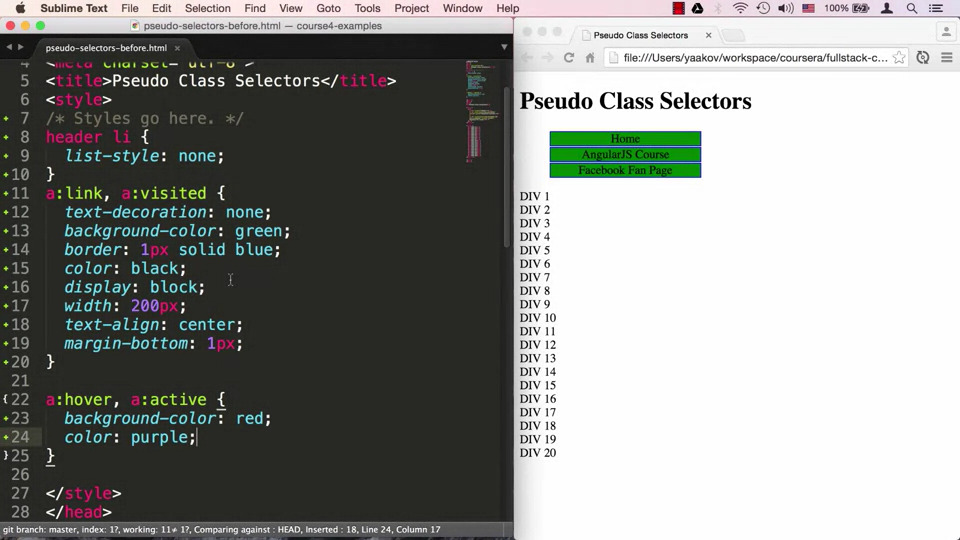 Sublime Text File Edit Selection Find View Goto Tools Project Window Help 100%
pseudo-selectors-before.html — course4-examples
pseudo-selectors-before.html ×
4 <meta charset="utf-8">
5 <title>Pseudo Class Selectors</title>
6 <style>
7 /* Styles go here. */
8 header li {
9 list-style: none;
10 }
11 a:link, a:visited {
12 text-decoration: none;
13 background-color: green;
14 border: 1px solid blue;
15 color: black;
16 display: block;
17 width: 200px;
18 text-align: center;
19 margin-bottom: 1px;
20 }
21
22 a:hover, a:active {
23 background-color: red;
24 color: purple;
25 }
26
27 </style>
28 </head>
git branch: master, index: 1?, working: 11≠ 1?, Comparing against : HEAD, Inserted : 18, Line 24, Column 17
Pseudo Class Selectors ×
file:///Users/yaakov/workspace/coursera/fullstack-c...
Pseudo Class Selectors
Home
AngularJS Course
Facebook Fan Page
DIV 1
DIV 2
DIV 3
DIV 4
DIV 5
DIV 6
DIV 7
DIV 8
DIV 9
DIV 10
DIV 11
DIV 12
DIV 13
DIV 14
DIV 15
DIV 16
DIV 17
DIV 18
DIV 19
DIV 20